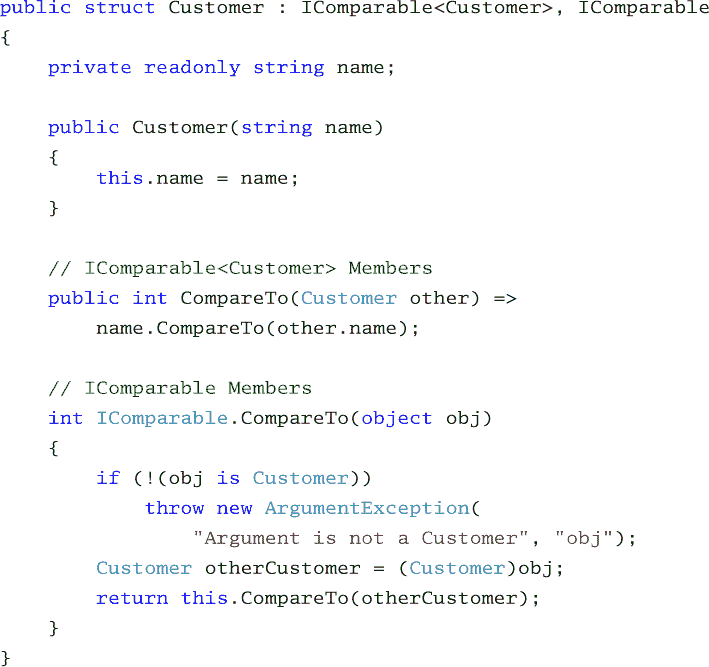 public struct Customer : IComparable<Customer>, IComparable
{
    private readonly string name;

    public Customer(string name)
    {
        this.name = name;
    }

    // IComparable<Customer> Members
    public int CompareTo(Customer other) =>
        name.CompareTo(other.name);

    // IComparable Members
    int IComparable.CompareTo(object obj)
    {
        if (!(obj is Customer))
            throw new ArgumentException(
                "Argument is not a Customer", "obj");
        Customer otherCustomer = (Customer)obj;
        return this.CompareTo(otherCustomer);
    }
}